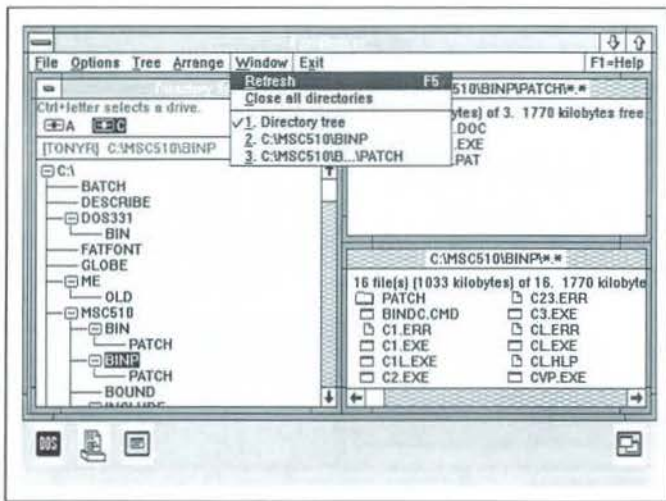 File Options Tree Arrange Window Exit F1=Help
Refresh F5
Close all directories
✓1. Directory tree
2. C:\MSC510\BINP
3. C:\MSC510\B...\PATCH
Ctrl+letter selects a drive.
A C
[TONYR] C:\MSC510\BINP
C:\
BATCH
DESCRIBE
DOS331
BIN
FATFONT
GLOBE
ME
OLD
MSC510
BIN
PATCH
BINP
PATCH
BOUND
INCLUDE
510\BINP\PATCH\*.*
ytes) of 3. 1770 kilobytes free
.DOC
.EXE
.PAT
C:\MSC510\BINP\*.*
16 file(s) (1033 kilobytes) of 16. 1770 kilobyte
PATCH C23.ERR
BINDC.CMD C3.EXE
C1.ERR CL.ERR
C1.EXE CL.EXE
C1L.EXE CL.HLP
C2.EXE CVP.EXE
DOS